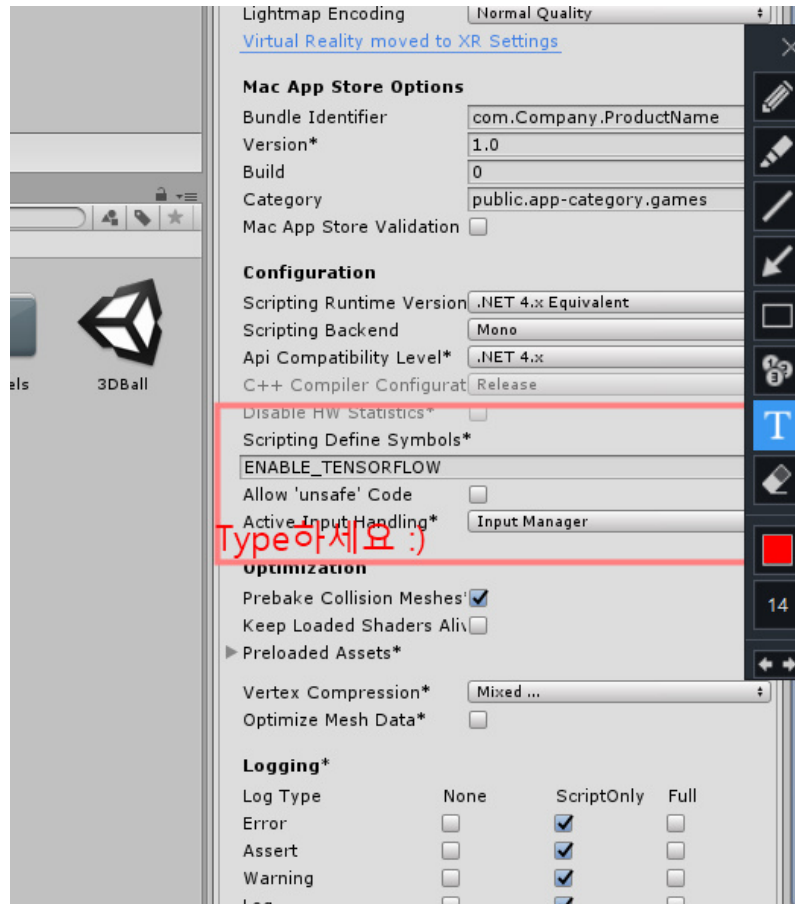 Lightmap Encoding Normal Quality
Virtual Reality moved to XR Settings
Mac App Store Options
Bundle Identifier com.Company.ProductName
Version* 1.0
Build 0
Category public.app-category.games
Mac App Store Validation
Configuration
Scripting Runtime Version .NET 4.x Equivalent
Scripting Backend Mono
Api Compatibility Level* .NET 4.x
els 3DBall
C++ Compiler Configurat Release
Disable HW Statistics*
Scripting Define Symbols*
ENABLE_TENSORFLOW
Allow 'unsafe' Code
Active Input Handling* Input Manager
Type하세요 :)
Optimization
Prebake Collision Meshes*
Keep Loaded Shaders Aliv
Preloaded Assets*
Vertex Compression* Mixed ...
Optimize Mesh Data*
Logging*
Log Type None ScriptOnly Full
Error
Assert
Warning
Log
T
14